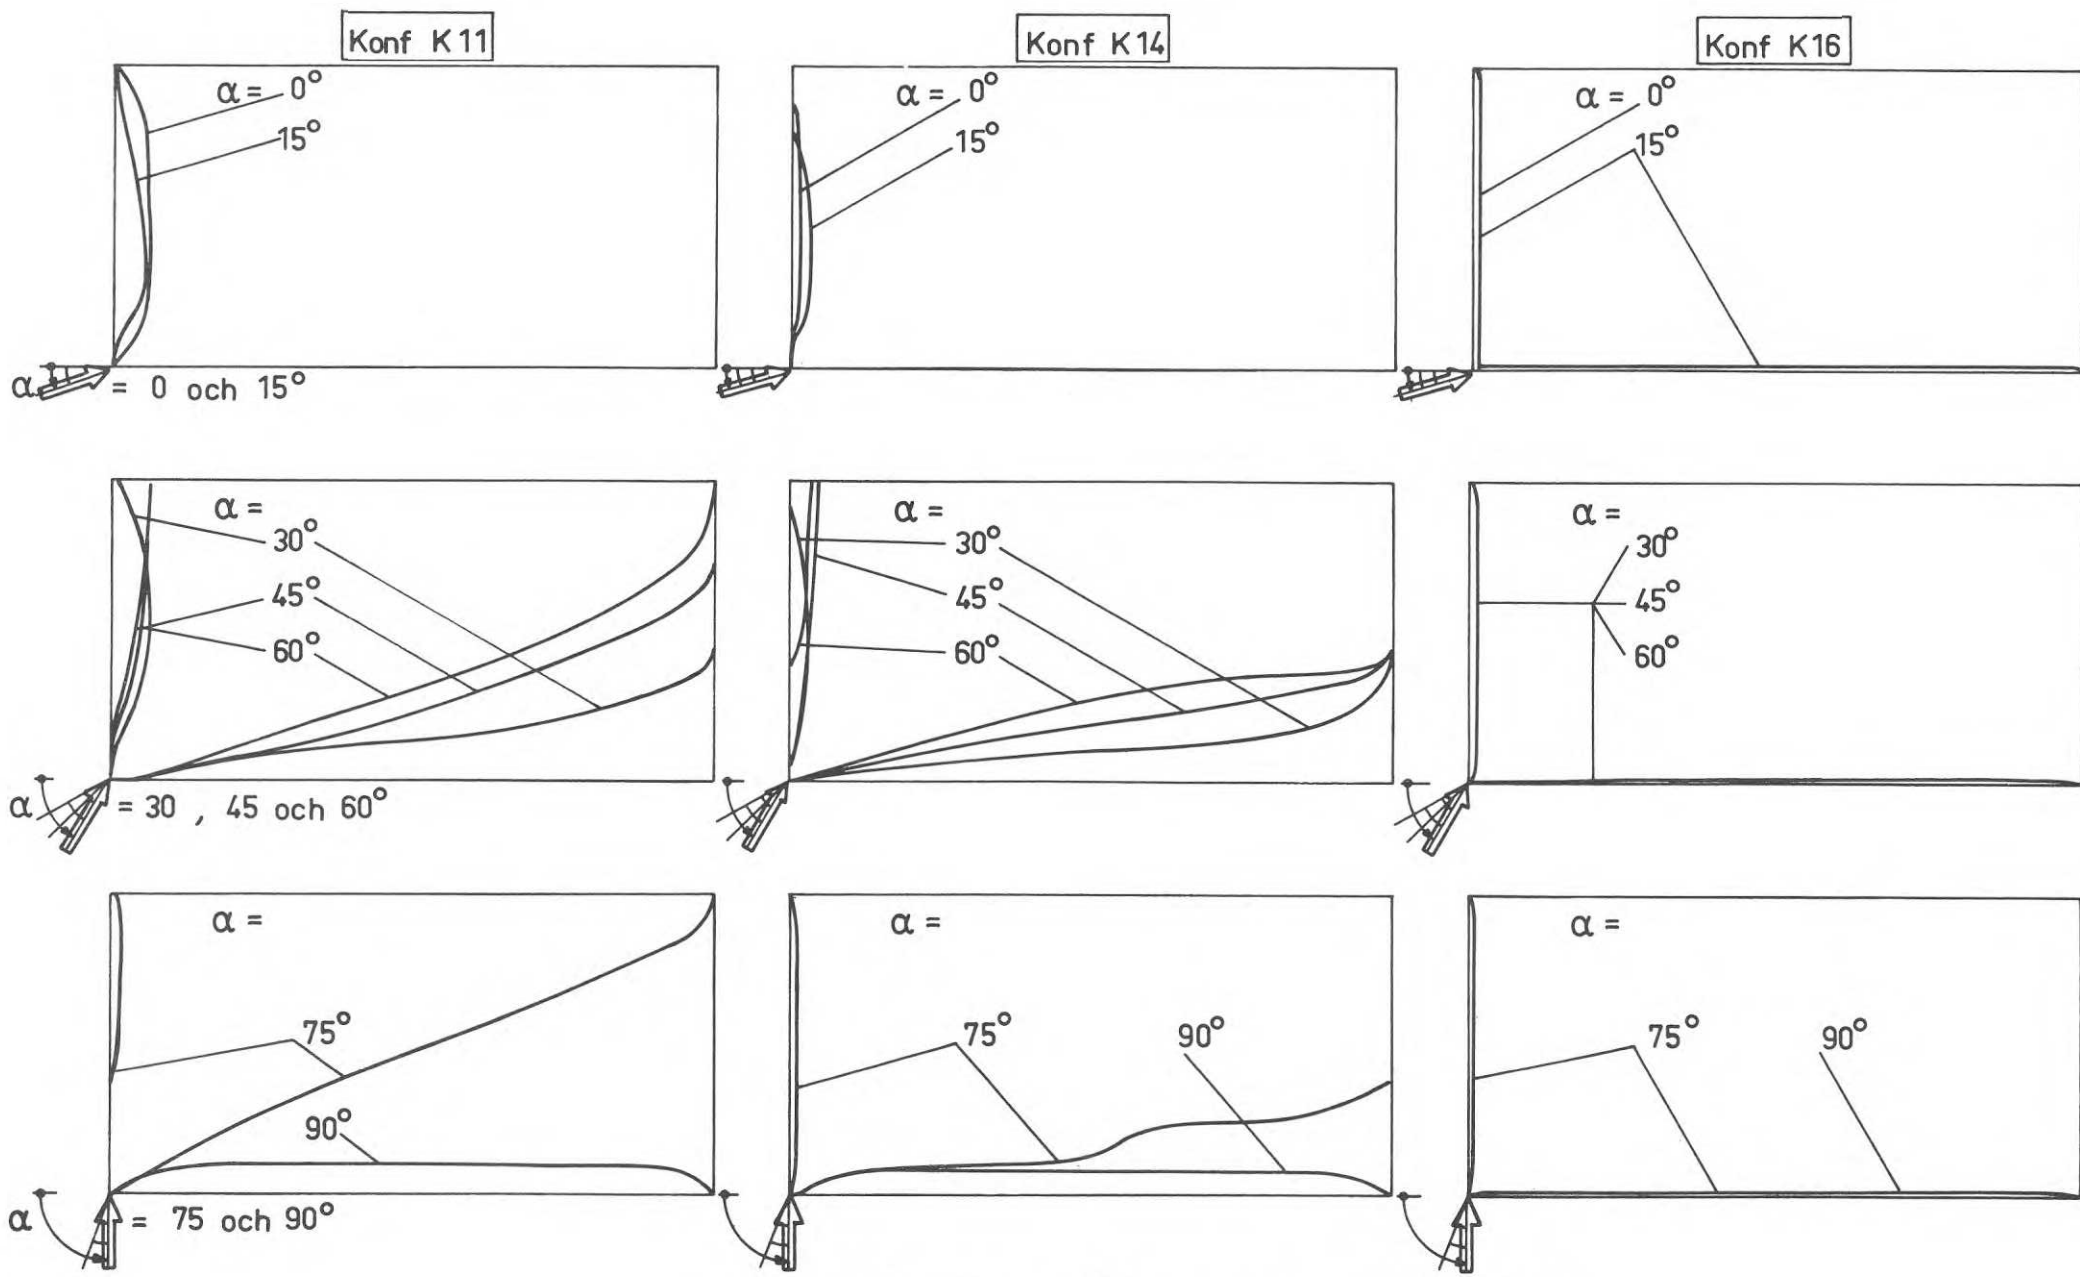 Konf K11
Konf K14
Konf K16
α = 0°
15°
α = 0°
15°
α = 0°
15°
α = 0 och 15°
α =
30°
45°
60°
α =
30°
45°
60°
α =
30°
45°
60°
α = 30 , 45 och 60°
α =
75°
90°
α =
75°
90°
α =
75°
90°
α = 75 och 90°